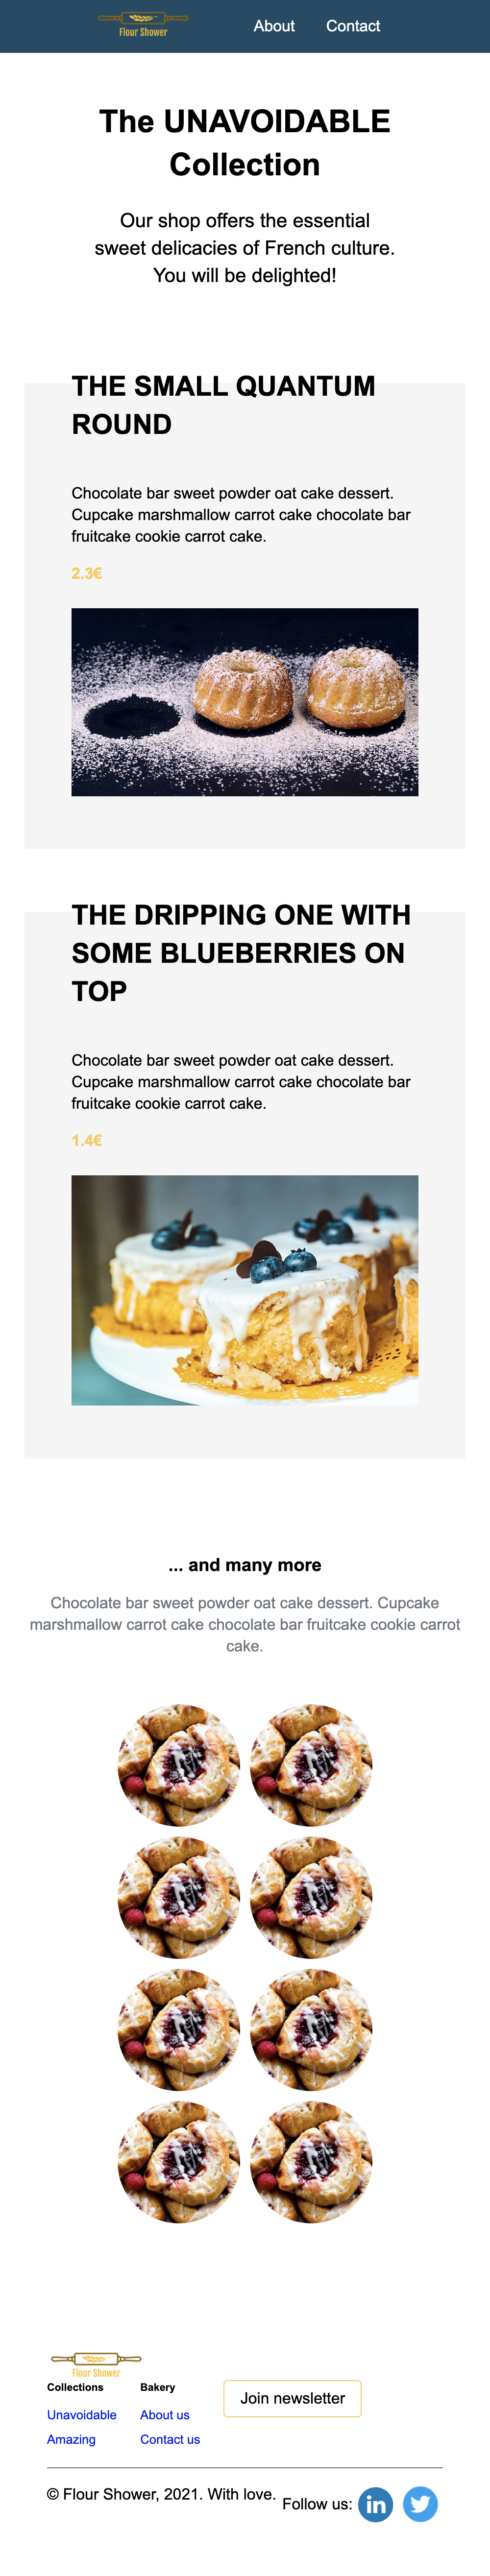 Flour Shower
About
Contact
The UNAVOIDABLE
Collection
Our shop offers the essential
sweet delicacies of French culture.
You will be delighted!
THE SMALL QUANTUM
ROUND
Chocolate bar sweet powder oat cake dessert.
Cupcake marshmallow carrot cake chocolate bar
fruitcake cookie carrot cake.
2.3€
THE DRIPPING ONE WITH
SOME BLUEBERRIES ON
TOP
Chocolate bar sweet powder oat cake dessert.
Cupcake marshmallow carrot cake chocolate bar
fruitcake cookie carrot cake.
1.4€
... and many more
Chocolate bar sweet powder oat cake dessert. Cupcake
marshmallow carrot cake chocolate bar fruitcake cookie carrot
cake.
Flour Shower
Collections
Unavoidable
Amazing
Bakery
About us
Contact us
Join newsletter
© Flour Shower, 2021. With love.
Follow us:
in